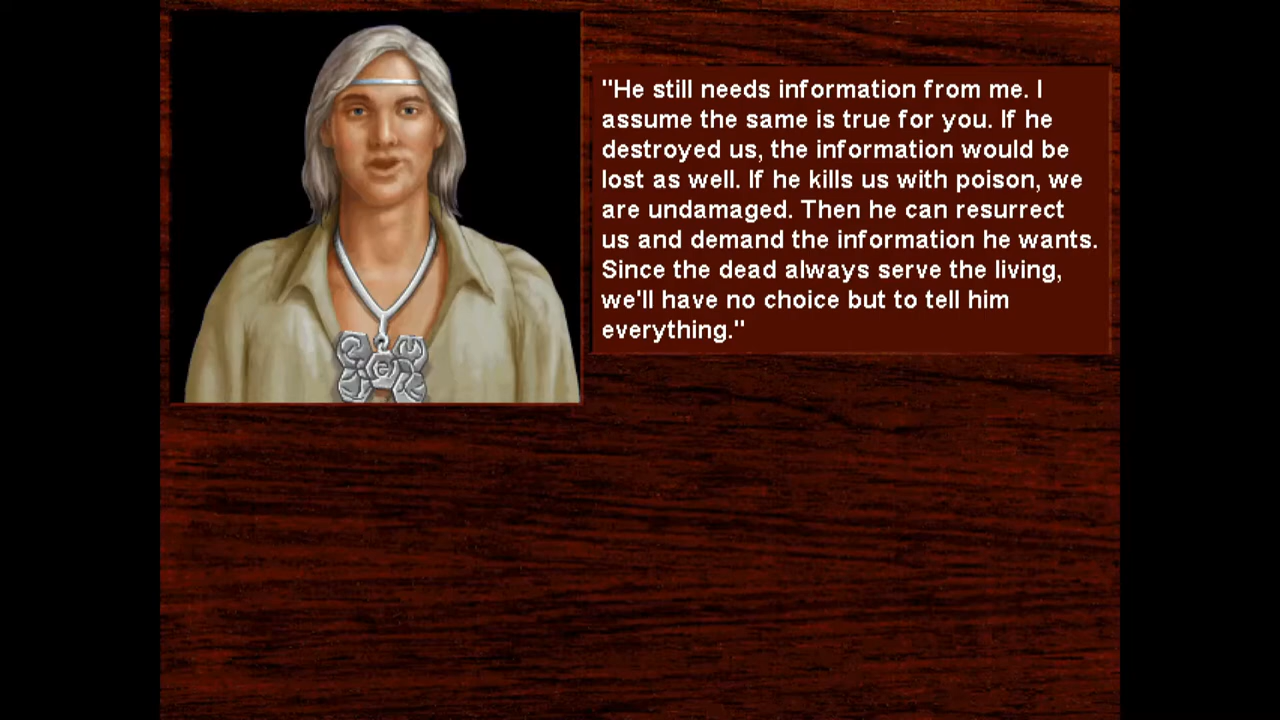 "He still needs information from me. I
assume the same is true for you. If he
destroyed us, the information would be
lost as well. If he kills us with poison, we
are undamaged. Then he can resurrect
us and demand the information he wants.
Since the dead always serve the living,
we'll have no choice but to tell him
everything."